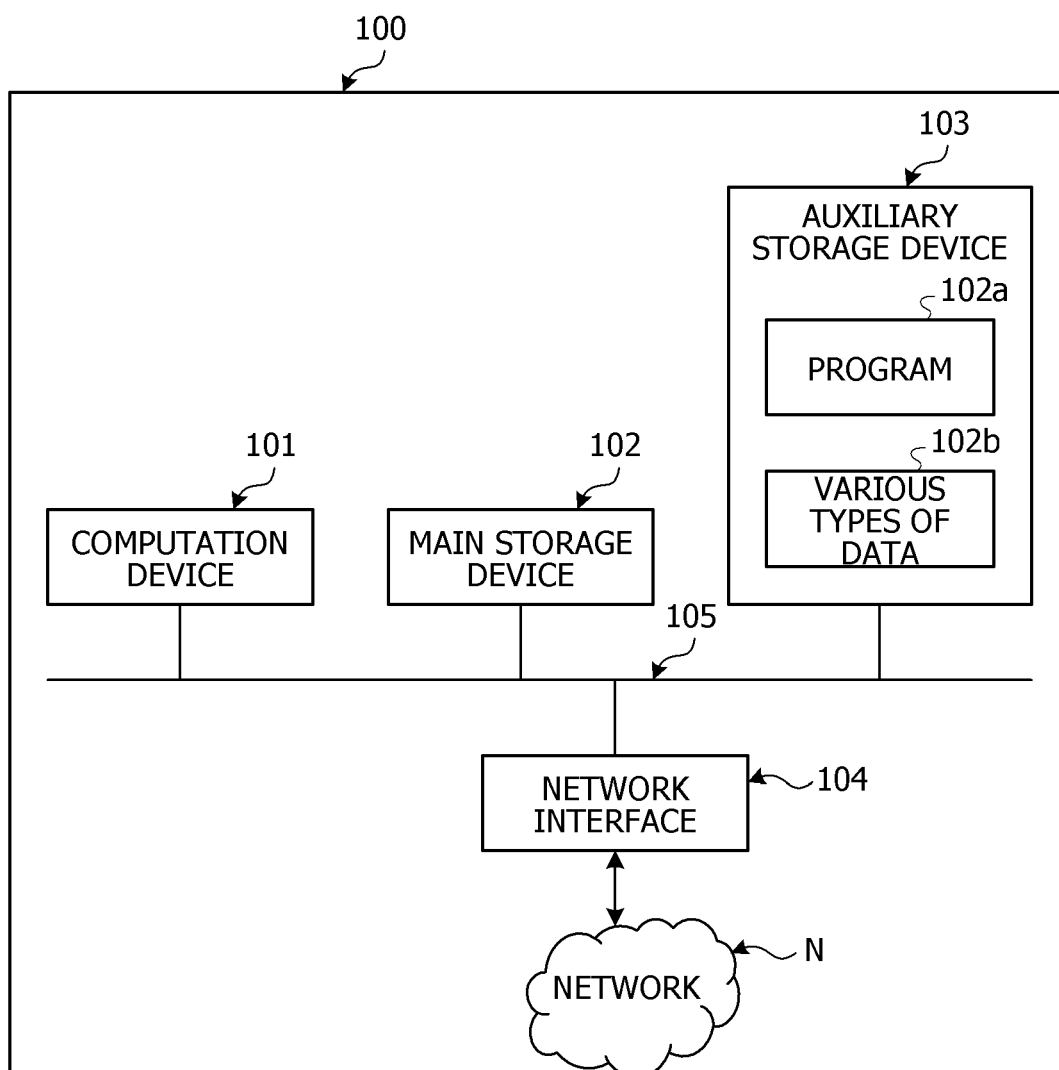 100
103
AUXILIARY
STORAGE DEVICE
102a
PROGRAM
102b
VARIOUS
TYPES OF
DATA
101
COMPUTATION
DEVICE
102
MAIN STORAGE
DEVICE
105
NETWORK
INTERFACE
104
NETWORK
N